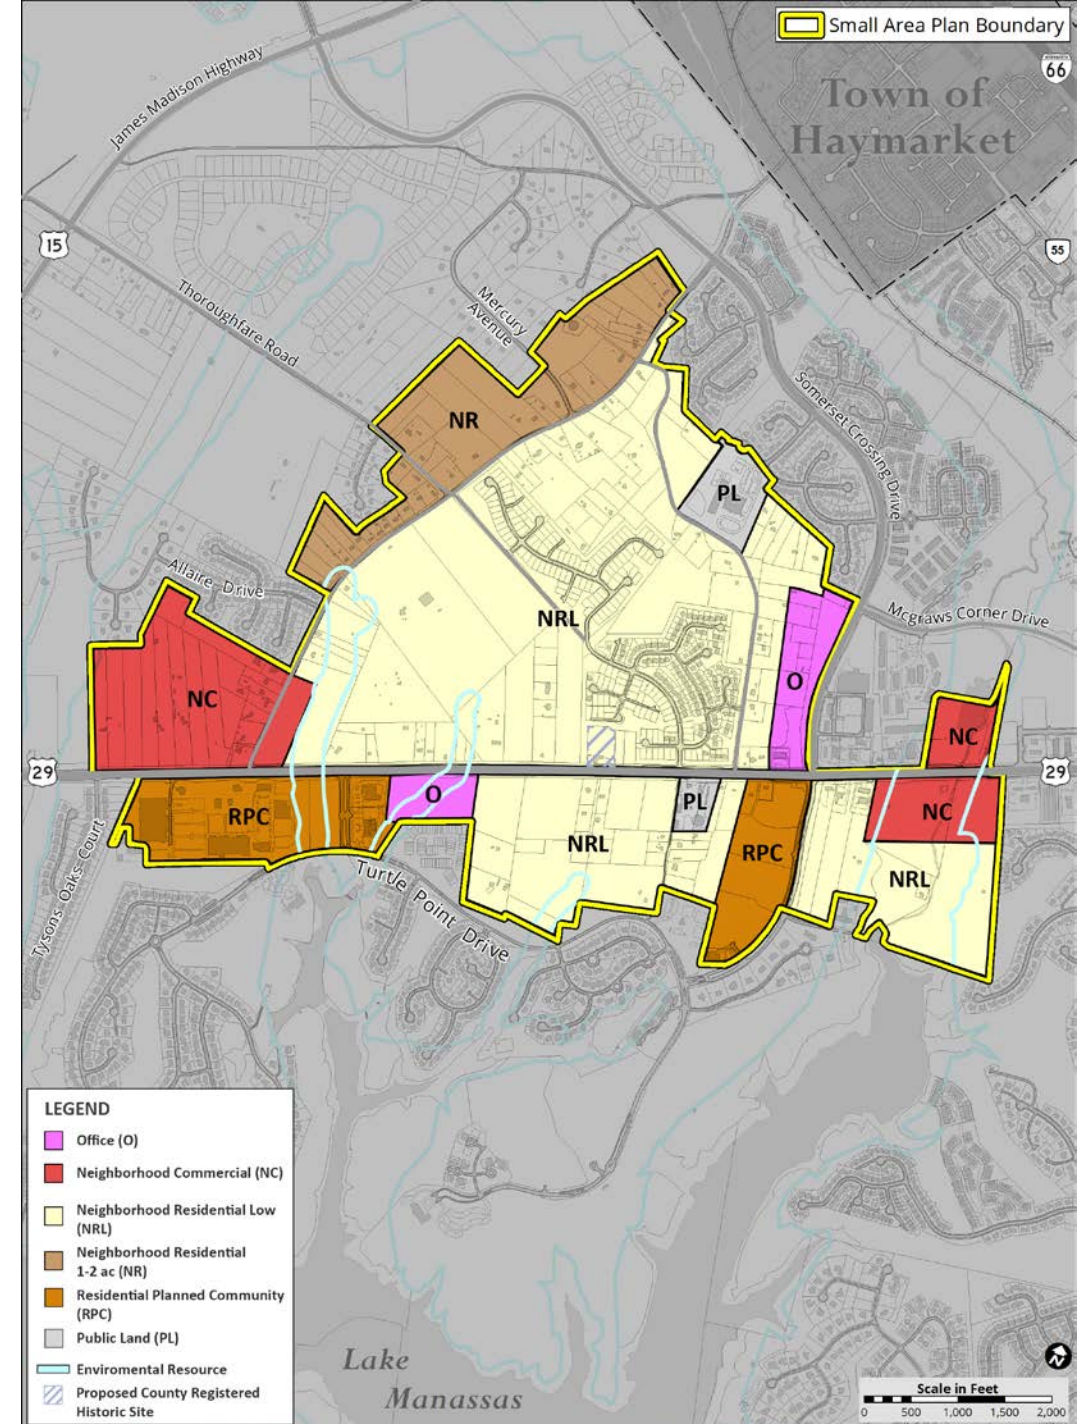 Small Area Plan Boundary
66
Town of
Haymarket
James Madison Highway
15
55
Thoroughfare Road
Mercury
Avenue
Somerset Crossing Drive
NR
PL
Allaire Drive
NRL
Mcgraws Corner Drive
O
NC
NC
29
29
O
PL
NC
RPC
NRL
RPC
NRL
Tysons Oaks Court
Turtle Point Drive
LEGEND
Office (O)
Neighborhood Commercial (NC)
Neighborhood Residential Low
(NRL)
Neighborhood Residential
1-2 ac (NR)
Residential Planned Community
(RPC)
Public Land (PL)
Enviromental Resource
Proposed County Registered
Historic Site
Lake
Manassas
N
Scale in Feet
0 500 1,000 1,500 2,000